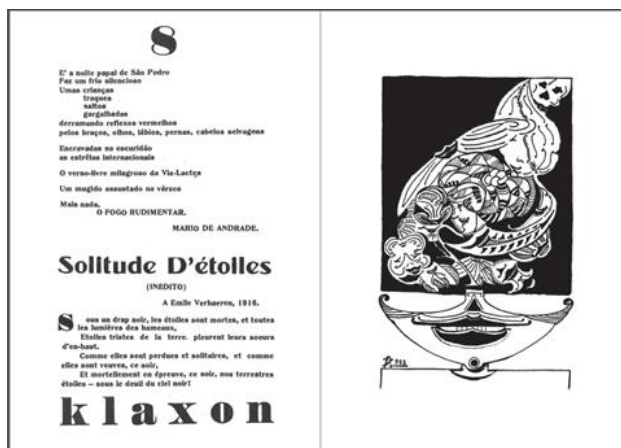 8
E' a noite papal de São Pedro
Faz um frio silencioso
Umas crianças
traques
saltos
gargalhadas
derramando reflexos vermelhos
pelos braços, olhos, lábios, pernas, cabelos selvagens
Encravadas na escuridão
as estrêlas internacionais
O verso-livre milagroso da Via-Lactea
Um mugido assustado na várzea
Mais nada.
O FOGO RUDIMENTAR.
MARIO DE ANDRADE.
Solitude D'étoiles
(INEDITO)
A Emile Verhaeren, 1916.
Sous un drap noir, les étoiles sont mortes, et toutes
les lumières des hameaux,
Etoiles tristes de la terre. pleurent leurs soeurs
d'en-haut.
Comme elles sont perdues et solitaires, et comme
elles sont veuves, ce soir,
Et mortellement en épreuve, ce soir, nos terrestres
étoiles — sous le deuil du ciel noir!
klaxon